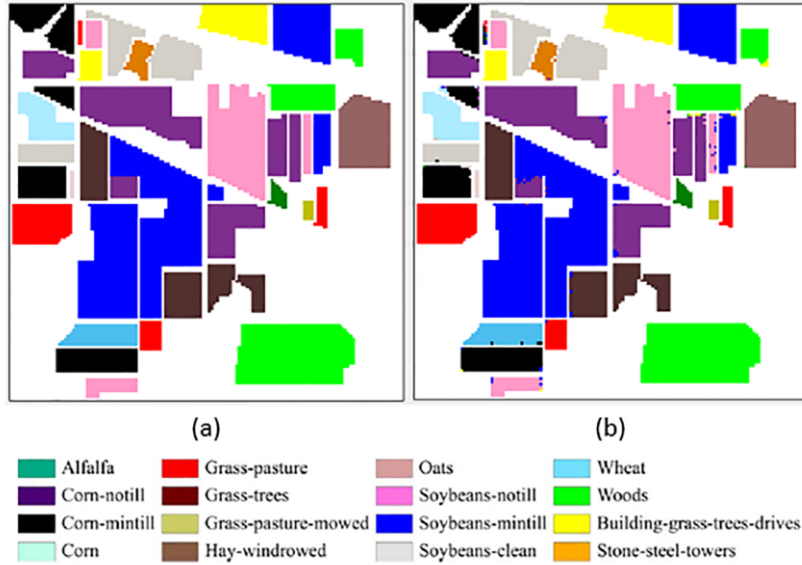 (a) (b)
Alfalfa Grass-pasture Oats Wheat
Corn-notill Grass-trees Soybeans-notill Woods
Corn-mintill Grass-pasture-mowed Soybeans-mintill Building-grass-trees-drives
Corn Hay-windrowed Soybeans-clean Stone-steel-towers